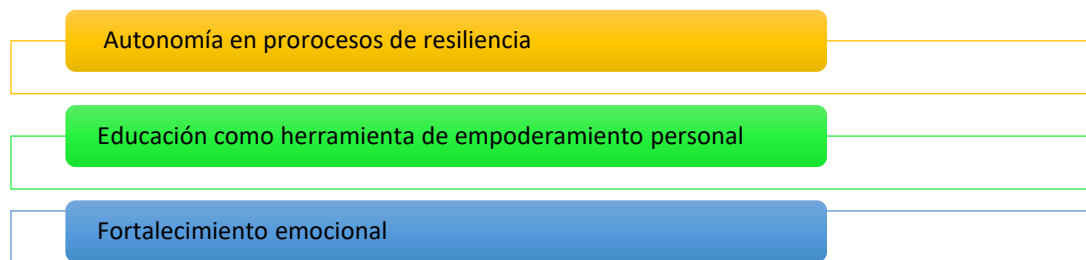 Autonomía en prorocesos de resiliencia
Educación como herramienta de empoderamiento personal
Fortalecimiento emocional